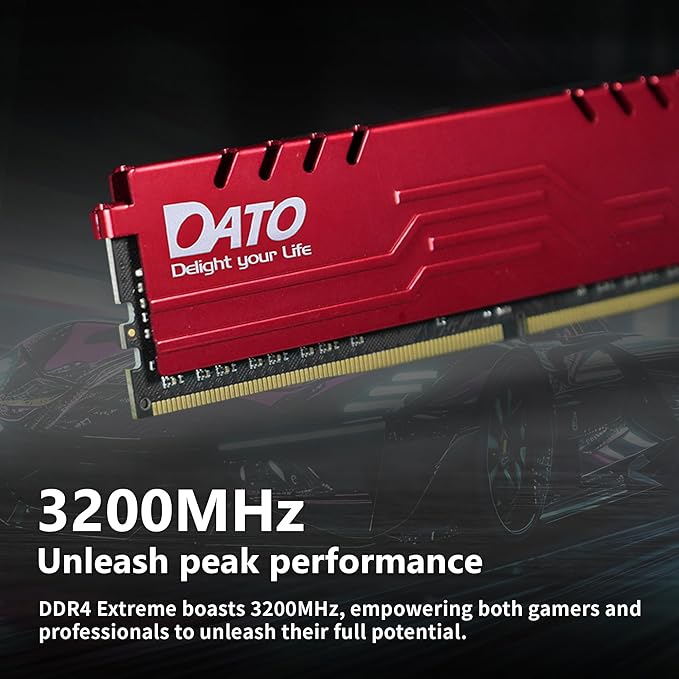 DATO
Delight your Life
3200MHz
Unleash peak performance
DDR4 Extreme boasts 3200MHz, empowering both gamers and
professionals to unleash their full potential.